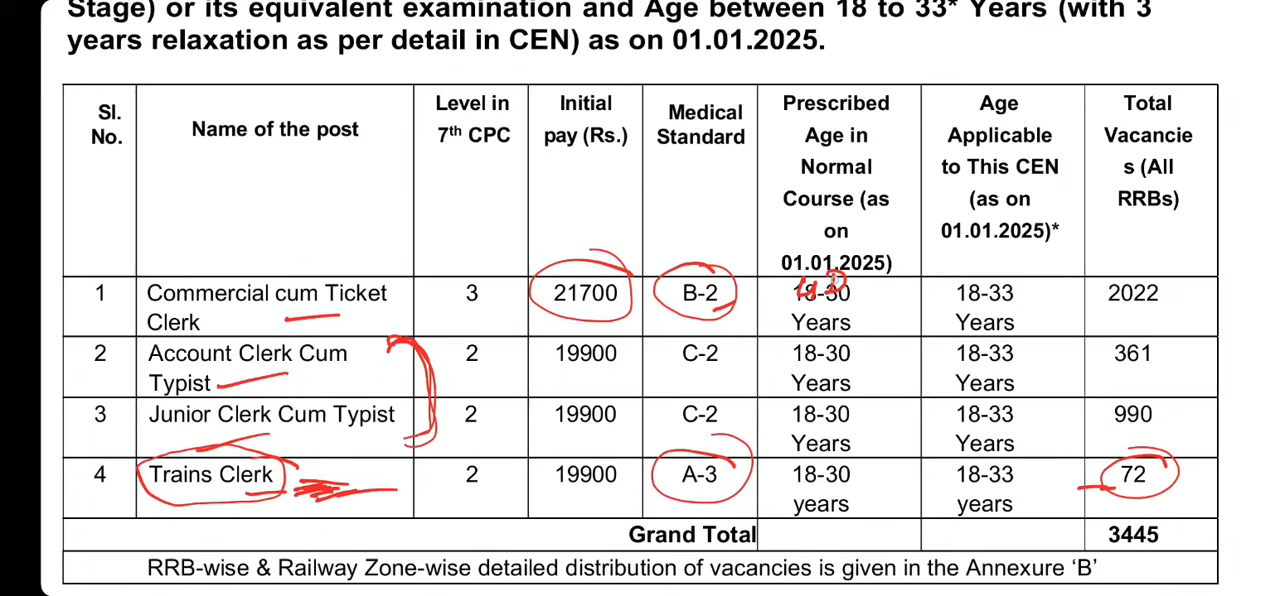 Stage) or its equivalent examination and Age between 18 to 33* Years (with 3
years relaxation as per detail in CEN) as on 01.01.2025.
Sl. No. | Name of the post | Level in 7th CPC | Initial pay (Rs.) | Medical Standard | Prescribed Age in Normal Course (as on 01.01.2025) | Age Applicable to This CEN (as on 01.01.2025)* | Total Vacancie s (All RRBs)
1 | Commercial cum Ticket Clerk | 3 | 21700 | B-2 | 18-30 Years | 18-33 Years | 2022
2 | Account Clerk Cum Typist | 2 | 19900 | C-2 | 18-30 Years | 18-33 Years | 361
3 | Junior Clerk Cum Typist | 2 | 19900 | C-2 | 18-30 Years | 18-33 Years | 990
4 | Trains Clerk | 2 | 19900 | A-3 | 18-30 years | 18-33 years | 72
Grand Total | 3445
RRB-wise & Railway Zone-wise detailed distribution of vacancies is given in the Annexure ‘B’